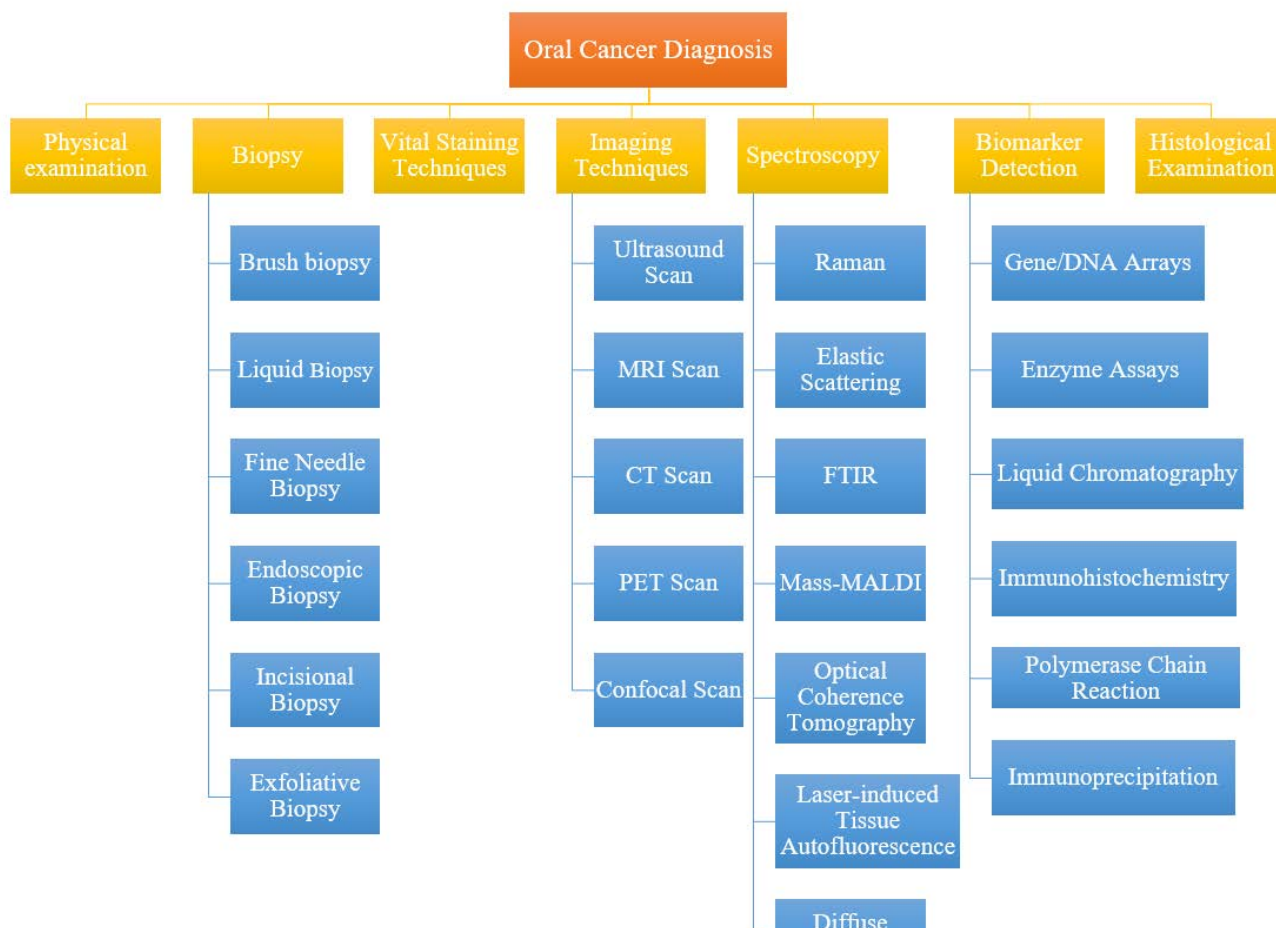 Oral Cancer Diagnosis
Physical
examination
Biopsy
Vital Staining
Techniques
Imaging
Techniques
Spectroscopy
Biomarker
Detection
Histological
Examination
Brush biopsy
Liquid Biopsy
Fine Needle
Biopsy
Endoscopic
Biopsy
Incisional
Biopsy
Exfoliative
Biopsy
Ultrasound
Scan
MRI Scan
CT Scan
PET Scan
Confocal Scan
Raman
Elastic
Scattering
FTIR
Mass-MALDI
Optical
Coherence
Tomography
Laser-induced
Tissue
Autofluorescence
Diffuse
Gene/DNA Arrays
Enzyme Assays
Liquid Chromatography
Immunohistochemistry
Polymerase Chain
Reaction
Immunoprecipitation